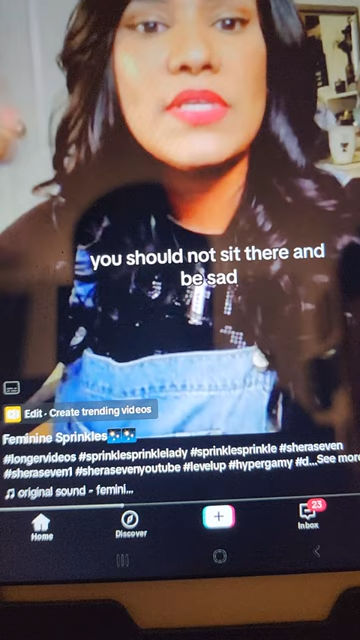 you should not sit there and
be sad
Edit • Create trending videos
Feminine Sprinkles
#longervideos #sprinklesprinklelady #sprinklesprinkle #sheraseven
#sheraseven1 #sherasevenyoutube #levelup #hypergamy #d...See more
original sound - femini...
23
Home
Discover
Inbox